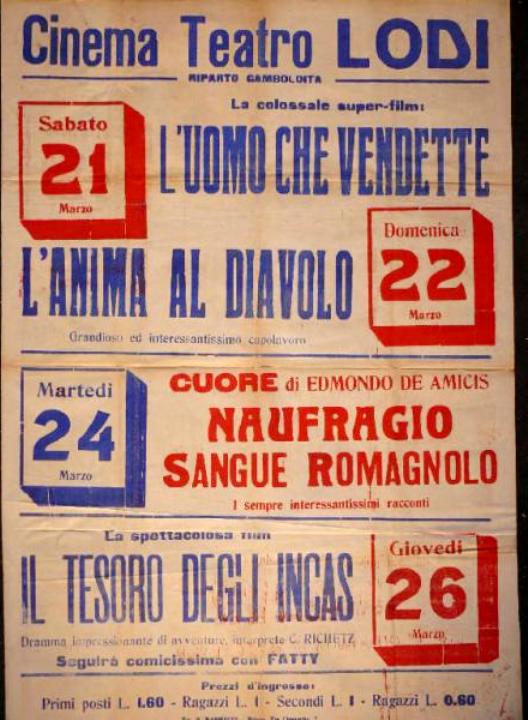 Cinema Teatro LODI
RIPARTO GAMBOLOITA
La colossale super-film:
Sabato
21
Marzo
L'UOMO CHE VENDETTE
L'ANIMA AL DIAVOLO
Domenica
22
Marzo
Grandioso ed interessantissimo capolavoro
Martedi
24
Marzo
CUORE di EDMONDO DE AMICIS
NAUFRAGIO
SANGUE ROMAGNOLO
I sempre interessantissimi racconti
La spettacolosa film
IL TESORO DEGLI INCAS
Giovedi
26
Marzo
Dramma impressionante di avventure, interprete C. RICHETZ
Seguirà comicissima con FATTY
Prezzi d'ingresso:
Primi posti L. 1.60 - Ragazzi L. 1 - Secondi L. 1 - Ragazzi L. 0.60